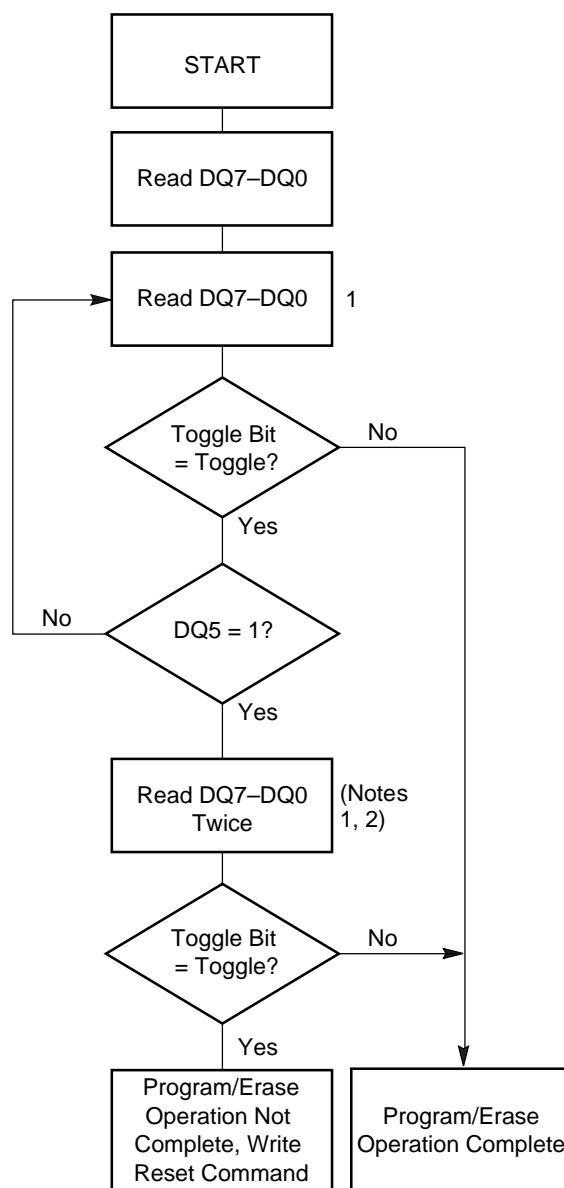 START
Read DQ7–DQ0
Read DQ7–DQ0
1
Toggle Bit
= Toggle?
No
Yes
DQ5 = 1?
No
Yes
Read DQ7–DQ0
Twice
(Notes
1, 2)
Toggle Bit
= Toggle?
No
Yes
Program/Erase
Operation Not
Complete, Write
Reset Command
Program/Erase
Operation Complete